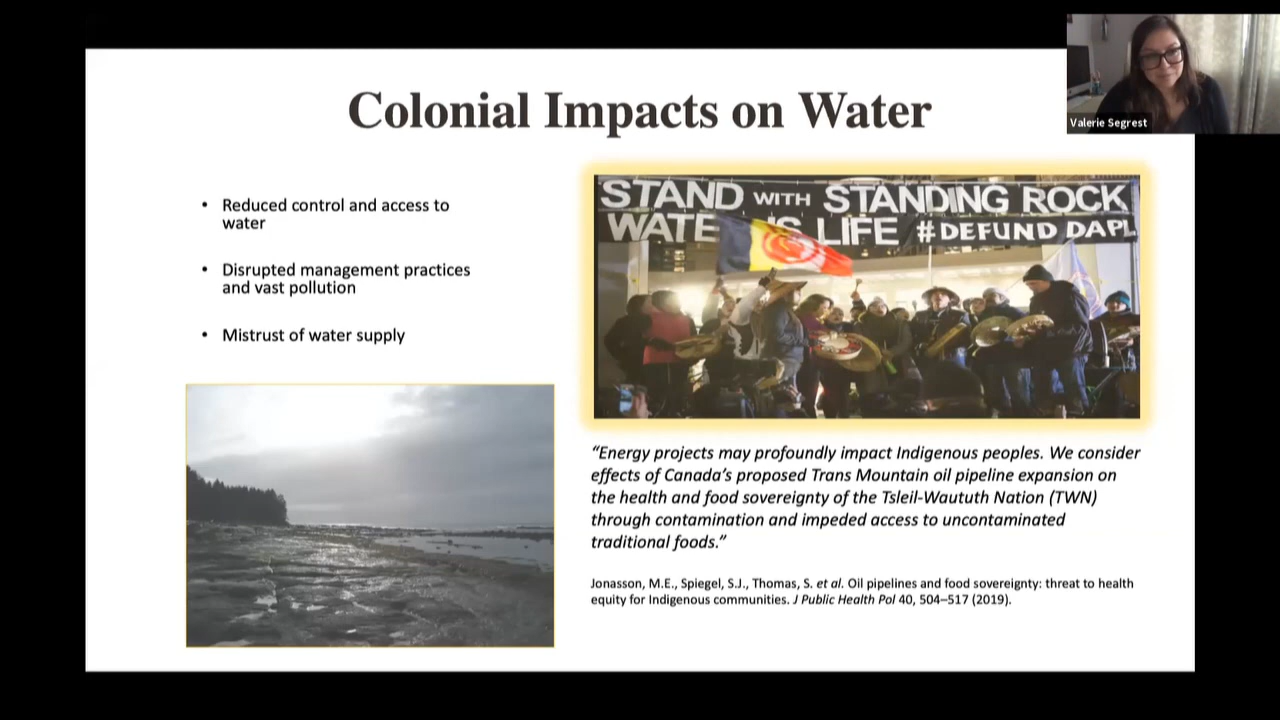 Colonial Impacts on Water
Valerie Segrest
• Reduced control and access to
water
• Disrupted management practices
and vast pollution
• Mistrust of water supply
STAND WITH STANDING ROCK
WATE IS LIFE #DEFUND DAPL
“Energy projects may profoundly impact Indigenous peoples. We consider
effects of Canada’s proposed Trans Mountain oil pipeline expansion on
the health and food sovereignty of the Tsleil-Waututh Nation (TWN)
through contamination and impeded access to uncontaminated
traditional foods.”
Jonasson, M.E., Spiegel, S.J., Thomas, S. et al. Oil pipelines and food sovereignty: threat to health
equity for Indigenous communities. J Public Health Pol 40, 504–517 (2019).